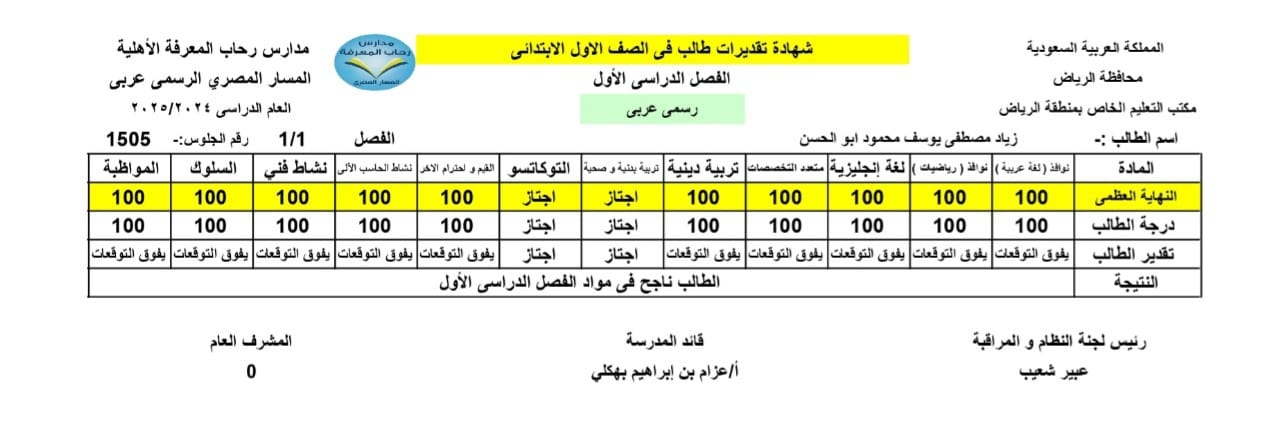 المملكة العربية السعودية
شهادة تقديرات طالب فى الصف الاول الابتدائى
مدارس رحاب المعرفة
المسار المصري
مدارس رحاب المعرفة الأهلية
محافظة الرياض
الفصل الدراسى الأول
المسار المصري الرسمى عربى
مكتب التعليم الخاص بمنطقة الرياض
رسمى عربى
العام الدراسى ٢٠٢٥/٢٠٢٤
اسم الطالب :- زياد مصطفى يوسف محمود ابو الحسن الفصل 1/1 رقم الجلوس:- 1505
المادة نوافذ ( لغة عربية ) نوافذ ( رياضيات ) لغة إنجليزية متعدد التخصصات تربية دينية تربية بدنية و صحية التوكاتسو القيم و احترام الاخر نشاط الحاسب الألى نشاط فني السلوك المواظبة
النهاية العظمى 100 100 100 100 100 اجتاز اجتاز 100 100 100 100 100
درجة الطالب 100 100 100 100 100 اجتاز اجتاز 100 100 100 100 100
تقدير الطالب يفوق التوقعات يفوق التوقعات يفوق التوقعات يفوق التوقعات يفوق التوقعات اجتاز اجتاز يفوق التوقعات يفوق التوقعات يفوق التوقعات يفوق التوقعات يفوق التوقعات
النتيجة الطالب ناجح فى مواد الفصل الدراسى الأول
رئيس لجنة النظام و المراقبة قائد المدرسة المشرف العام
عبير شعيب أ/عزام بن إبراهيم بهكلي 0